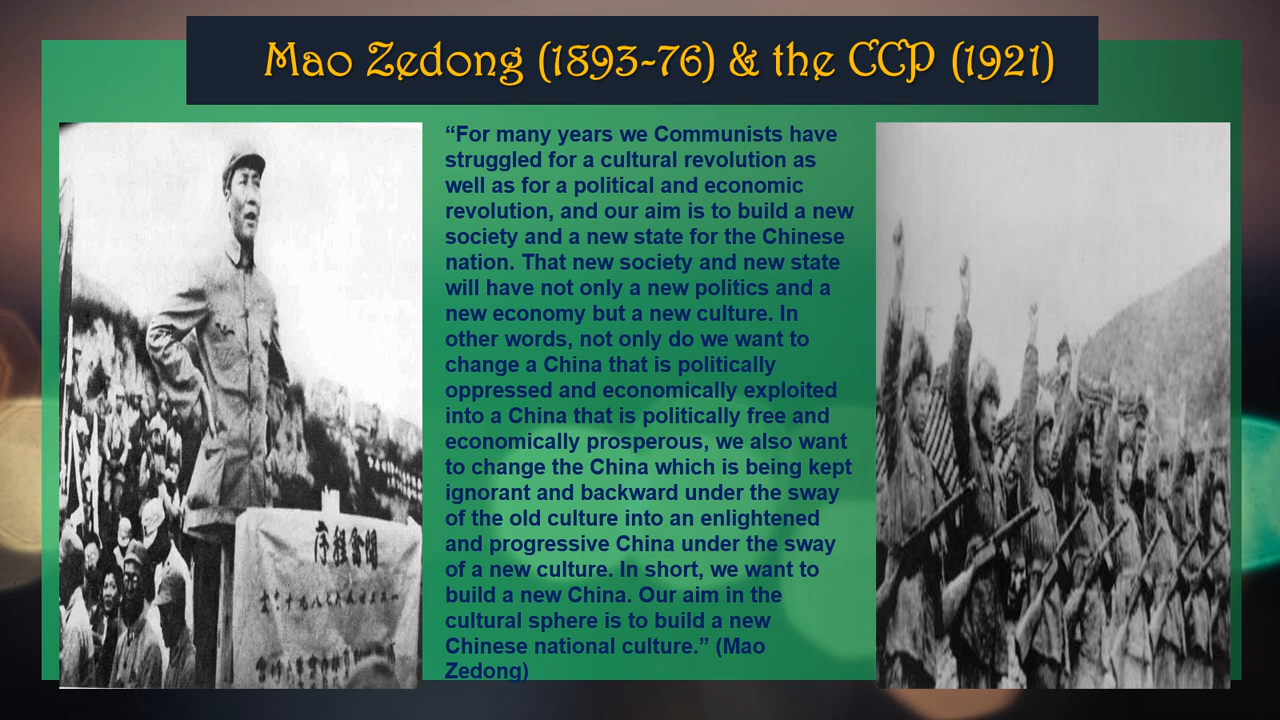 Mao Zedong (1893-76) & the CCP (1921)
“For many years we Communists have
struggled for a cultural revolution as
well as for a political and economic
revolution, and our aim is to build a new
society and a new state for the Chinese
nation. That new society and new state
will have not only a new politics and a
new economy but a new culture. In
other words, not only do we want to
change a China that is politically
oppressed and economically exploited
into a China that is politically free and
economically prosperous, we also want
to change the China which is being kept
ignorant and backward under the sway
of the old culture into an enlightened
and progressive China under the sway
of a new culture. In short, we want to
build a new China. Our aim in the
cultural sphere is to build a new
Chinese national culture.” (Mao
Zedong)